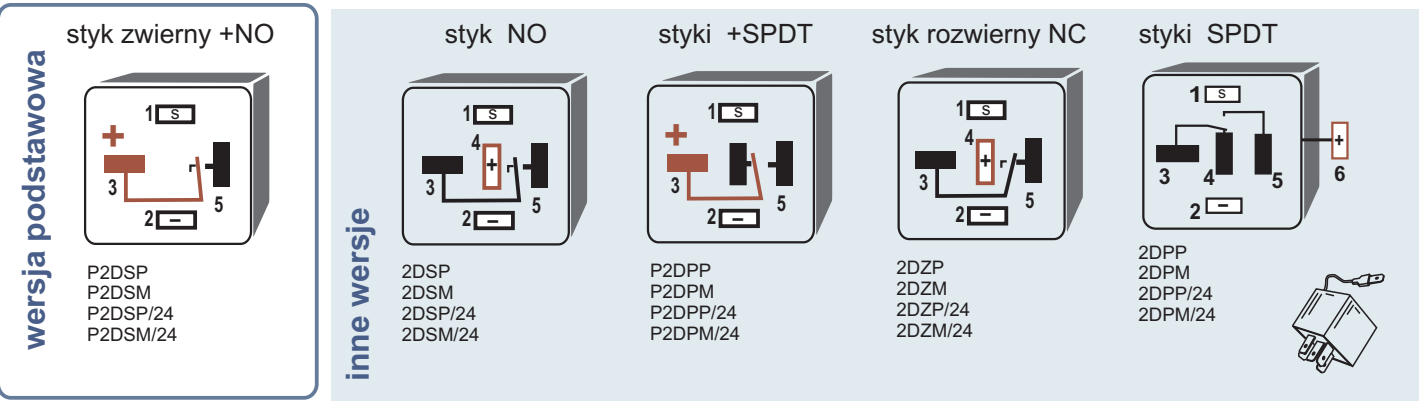 wersja podstawowa
styk zwierny +NO
1 S
+
3
5
2 −
P2DSP
P2DSM
P2DSP/24
P2DSM/24
inne wersje
styk NO
1 S
4
+
3
5
2 −
2DSP
2DSM
2DSP/24
2DSM/24
styki +SPDT
1 S
+
3
5
2 −
P2DPP
P2DPM
P2DPP/24
P2DPM/24
styk rozwierny NC
1 S
4
+
3
5
2 −
2DZP
2DZM
2DZP/24
2DZM/24
styki SPDT
1 S
+
3 4 5 6
2 −
2DPP
2DPM
2DPP/24
2DPM/24